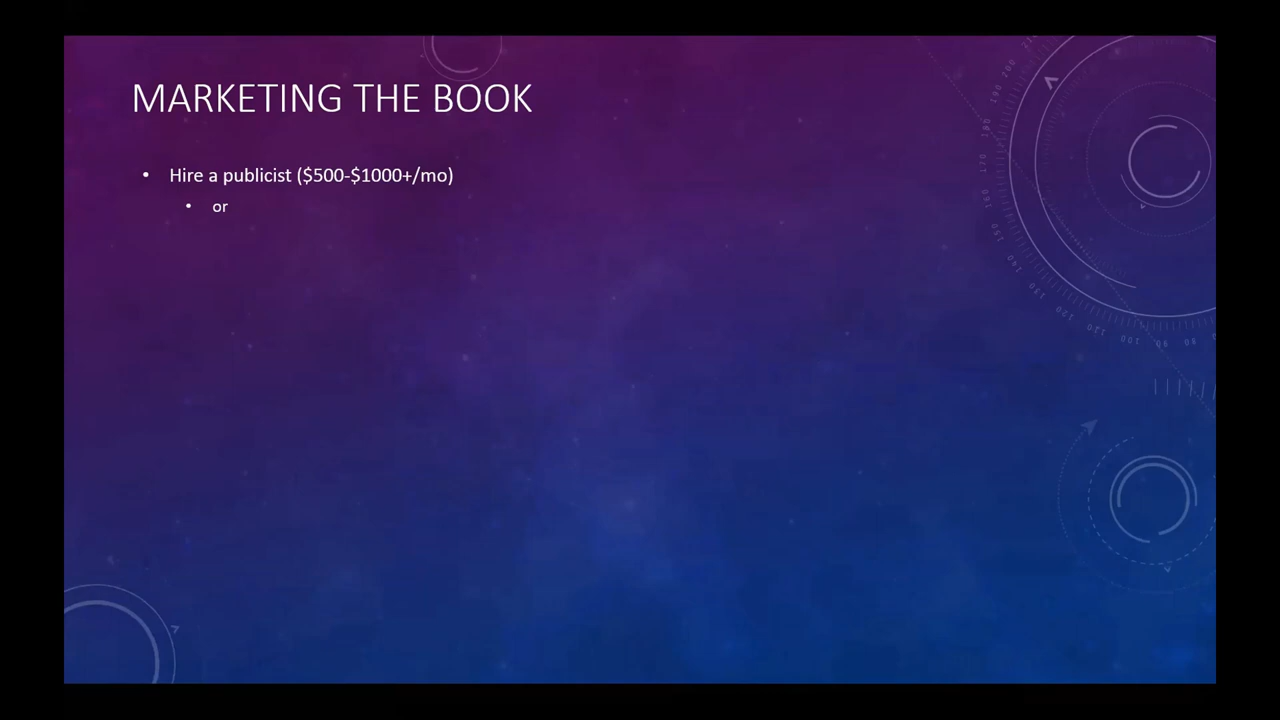 MARKETING THE BOOK
• Hire a publicist ($500-$1000+/mo)
• or